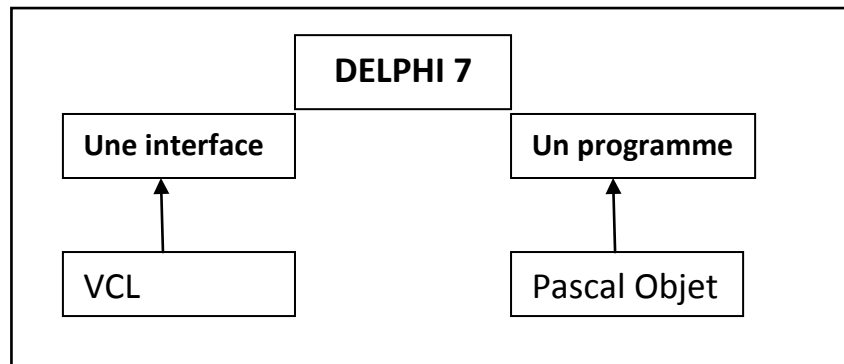 DELPHI 7
Une interface
Un programme
VCL
Pascal Objet